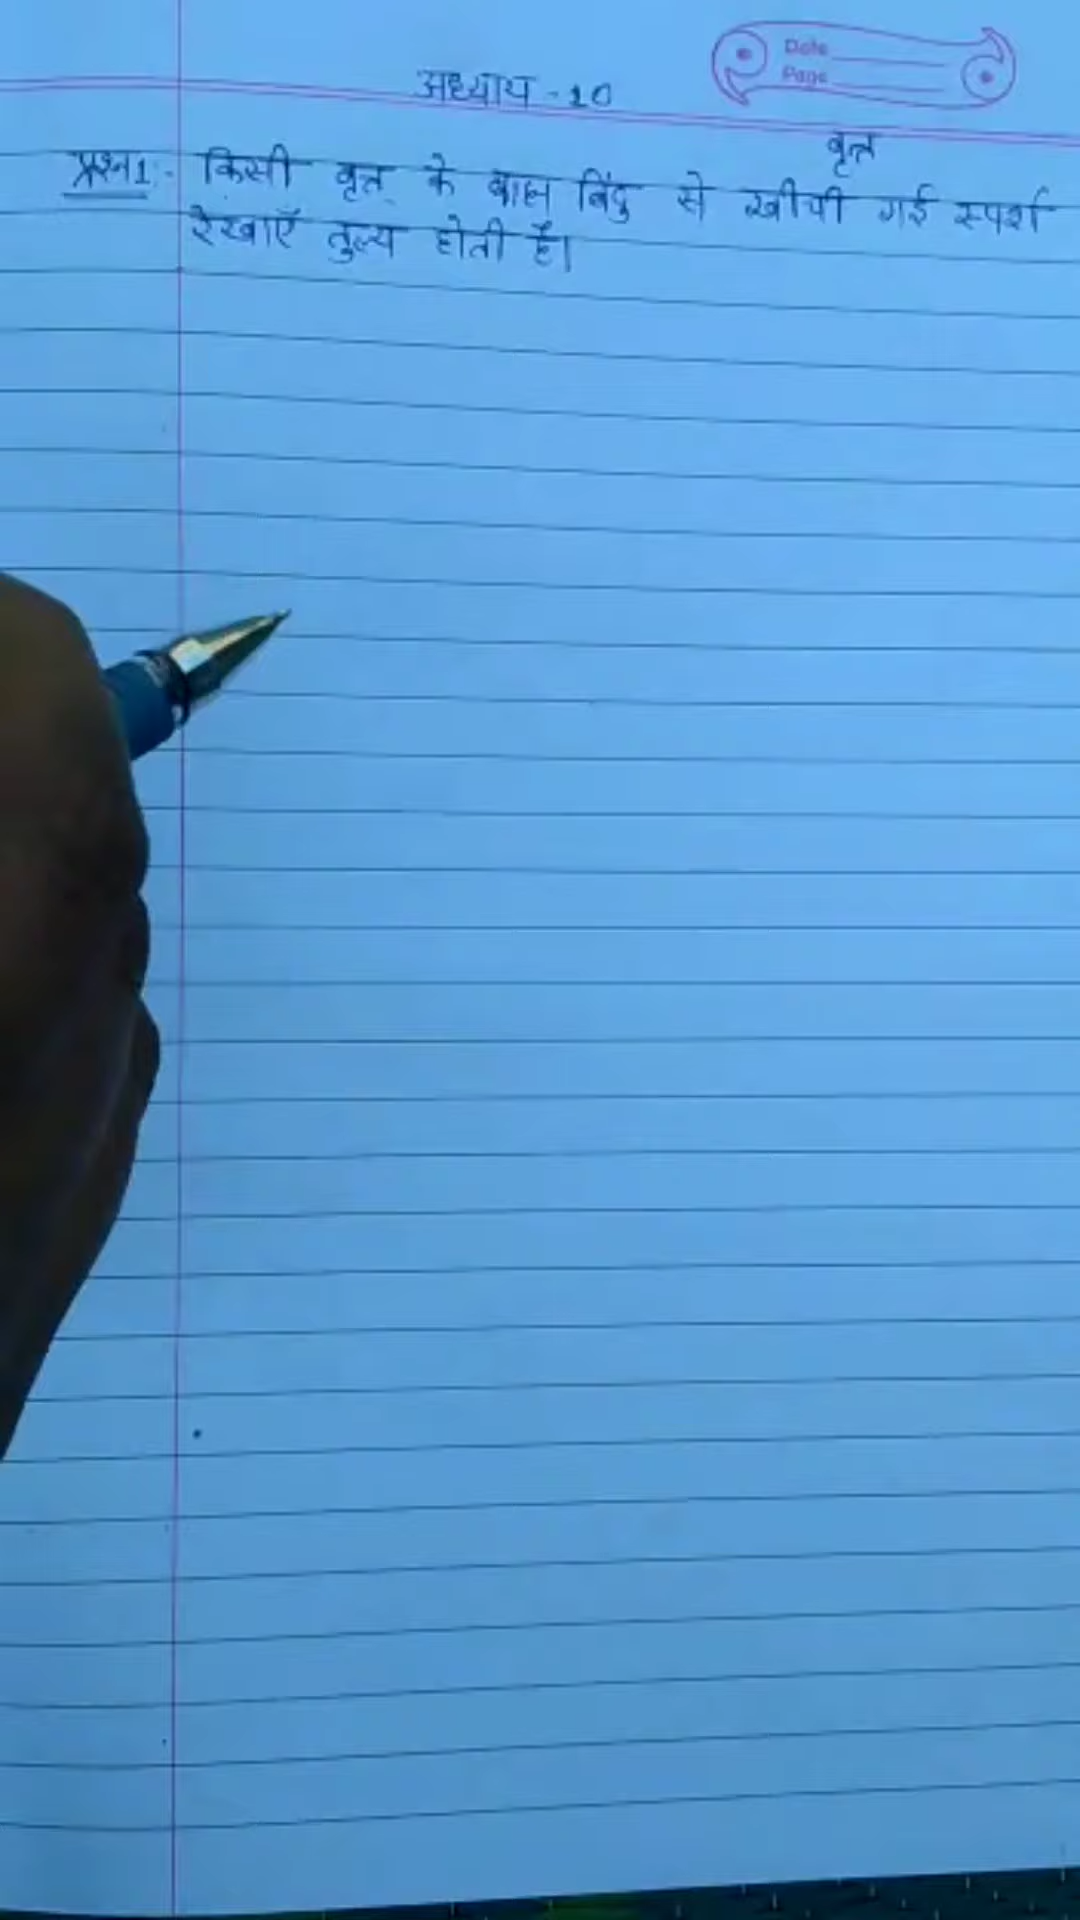 Date
Page
अध्याय - 10
वृत्त
प्रश्न1:- किसी वृत्त के बाह्य बिंदु से खीची गई स्पर्श
रेखाएँ तुल्य होती है।